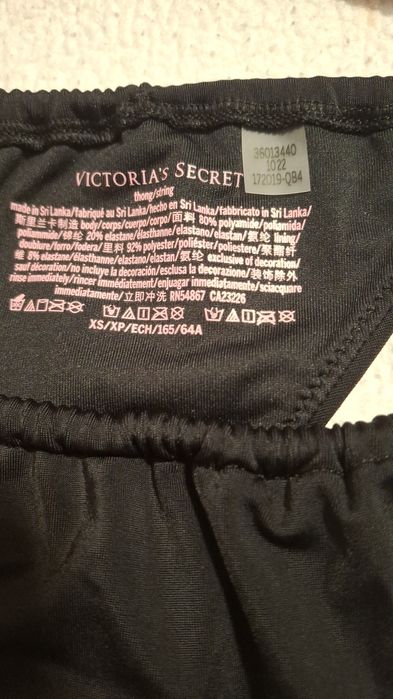 36013440
1022
172019-QB4
VICTORIA'S SECRET
thong/string
made in Sri Lanka/fabriqué au Sri Lanka/hecho en Sri Lanka/fabbricato in Sri Lanka/
斯里兰卡制造 body/corps/cuerpo/corpo/面料 80% polyamide/poliamida/
poliammide/锦纶 20% elastane/élasthanne/elastano/elastan/氨纶 lining/
doublure/forro/fodera/里料 92% polyester/poliéster/poliestere/聚酯纤
维 8% elastane/élasthanne/elastano/elastan/氨纶 exclusive of decoration/
sauf décoration/no incluye la decoración/esclusa la decorazione/装饰除外
rinse immediately/rincer immédiatement/enjuagar inmediatamente/sciacquare
immediatamente/立即冲洗 RN54867 CA23226
XS/XP/ECH/165/64A